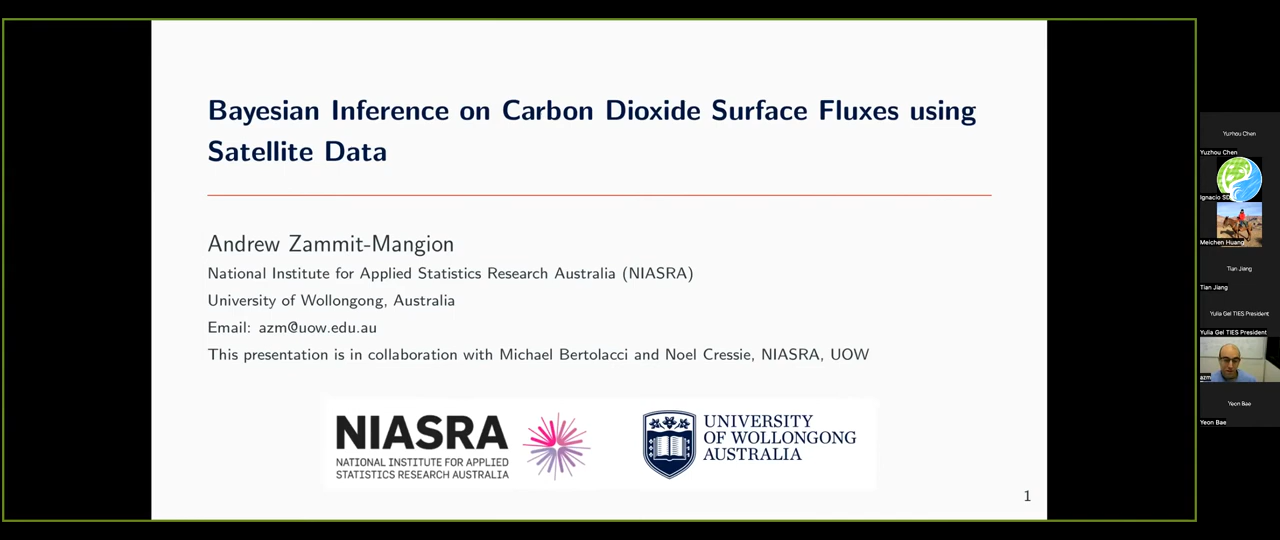 Bayesian Inference on Carbon Dioxide Surface Fluxes using
Satellite Data
Andrew Zammit-Mangion
National Institute for Applied Statistics Research Australia (NIASRA)
University of Wollongong, Australia
Email: azm@uow.edu.au
This presentation is in collaboration with Michael Bertolacci and Noel Cressie, NIASRA, UOW
NIASRA
NATIONAL INSTITUTE FOR APPLIED
STATISTICS RESEARCH AUSTRALIA
UNIVERSITY
OF WOLLONGONG
AUSTRALIA
1
Yuzhou Chen
Yuzhou Chen
Ignacio SD
Meichen Huang
Tian Jiang
Tian Jiang
Yulia Gel TIES President
Yulia Gel TIES President
azm
Yeon Bae
Yeon Bae